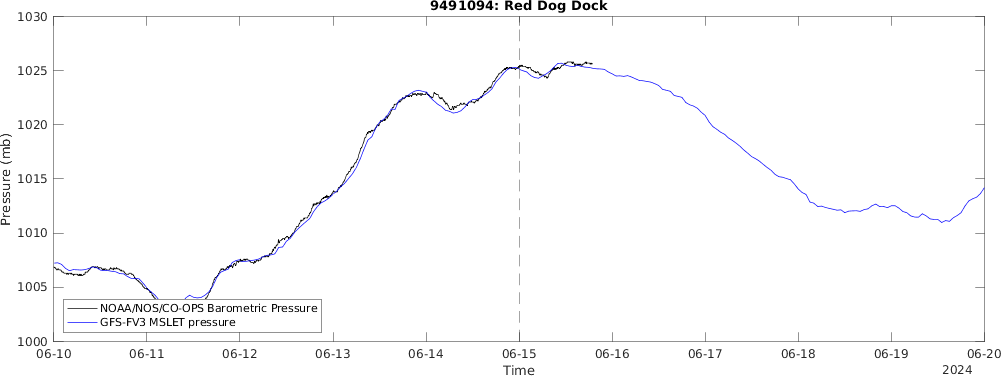 9491094: Red Dog Dock
Pressure (mb)
1030
1025
1020
1015
1010
1005
1000
NOAA/NOS/CO-OPS Barometric Pressure
GFS-FV3 MSLET pressure
06-10 06-11 06-12 06-13 06-14 06-15 06-16 06-17 06-18 06-19 06-20
Time
2024